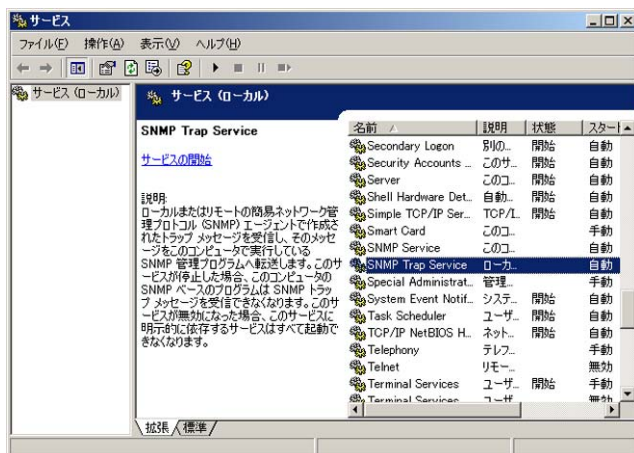 サービス
ファイル(F) 操作(A) 表示(V) ヘルプ(H)
サービス (ローカル)
サービス (ローカル)
SNMP Trap Service
サービスの開始
説明:
ローカルまたはリモートの簡易ネットワーク管
理プロトコル (SNMP) エージェントで作成さ
れたトラップ メッセージを受信し、そのメッセ
ージをこのコンピュータで実行している
SNMP 管理プログラムへ転送します。このサ
ービスが停止した場合、このコンピュータの
SNMP ベースのプログラムは SNMP トラッ
プ メッセージを受信できなくなります。このサ
ービスが無効になった場合、このサービスに
明示的に依存するサービスはすべて起動で
きなくなります。
名前 説明 状態 スタート
Secondary Logon 別の... 開始 自動
Security Accounts ... このサ... 開始 自動
Server このコ... 開始 自動
Shell Hardware Det... 自動... 開始 自動
Simple TCP/IP Ser... TCP/I... 開始 自動
Smart Card このコ... 手動
SNMP Service このコ... 自動
SNMP Trap Service ローカ... 自動
Special Administrat... 管理... 手動
System Event Notif... システ... 開始 自動
Task Scheduler ユーザ... 開始 自動
TCP/IP NetBIOS H... ネット... 開始 自動
Telephony テレフ... 手動
Telnet リモー... 無効
Terminal Services ユーザ... 開始 手動
Terminal Services ユーザ 無効
拡張 標準